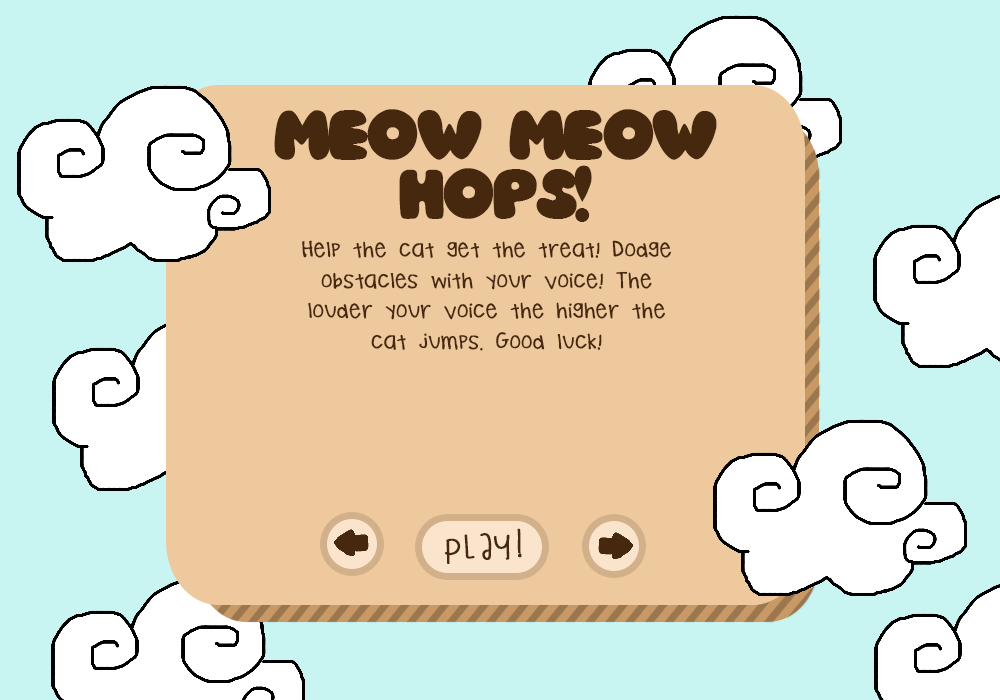 MEOW MEOW
HOPS!
Help the cat get the treat! Dodge
obstacles with your voice! The
louder your voice the higher the
cat jumps. Good luck!
play!